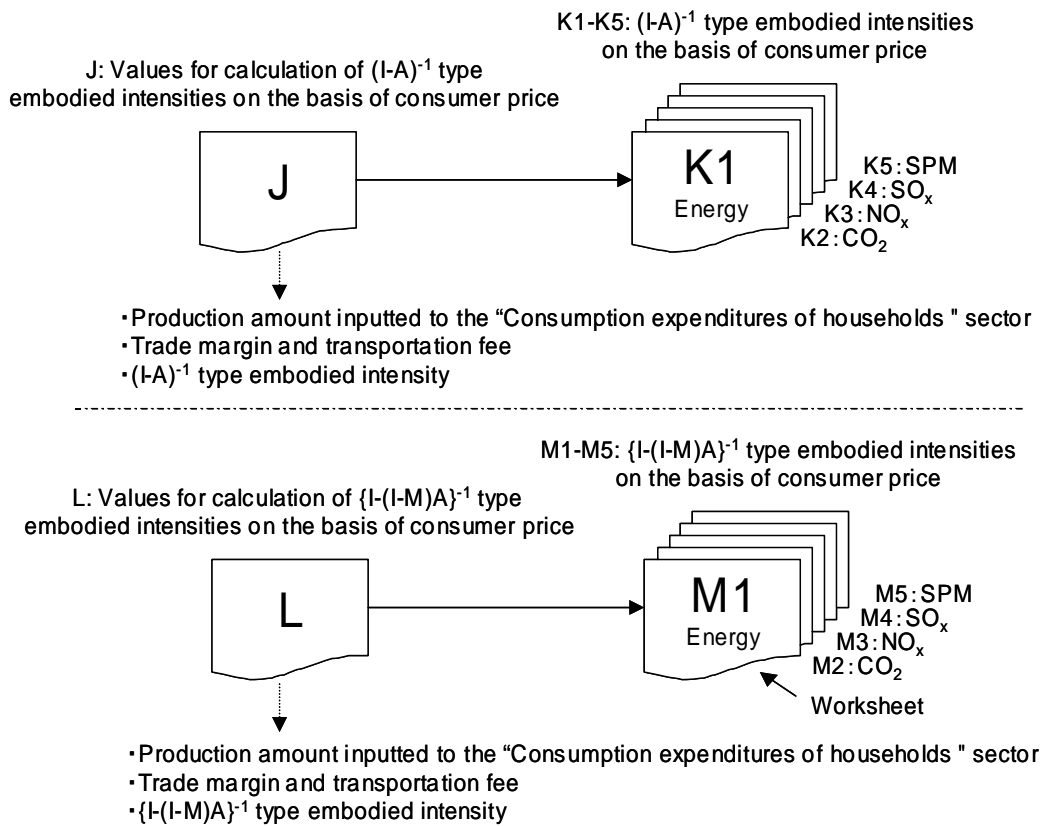 K1-K5: (I-A)⁻¹ type embodied intensities
on the basis of consumer price
J: Values for calculation of (I-A)⁻¹ type
embodied intensities on the basis of consumer price
J
K1
Energy
K5:SPM
K4:SOₓ
K3:NOₓ
K2:CO₂
・Production amount inputted to the “Consumption expenditures of households " sector
・Trade margin and transportation fee
・(I-A)⁻¹ type embodied intensity
M1-M5: {I-(I-M)A}⁻¹ type embodied intensities
on the basis of consumer price
L: Values for calculation of {I-(I-M)A}⁻¹ type
embodied intensities on the basis of consumer price
L
M1
Energy
M5:SPM
M4:SOₓ
M3:NOₓ
M2:CO₂
Worksheet
・Production amount inputted to the “Consumption expenditures of households " sector
・Trade margin and transportation fee
・{I-(I-M)A}⁻¹ type embodied intensity